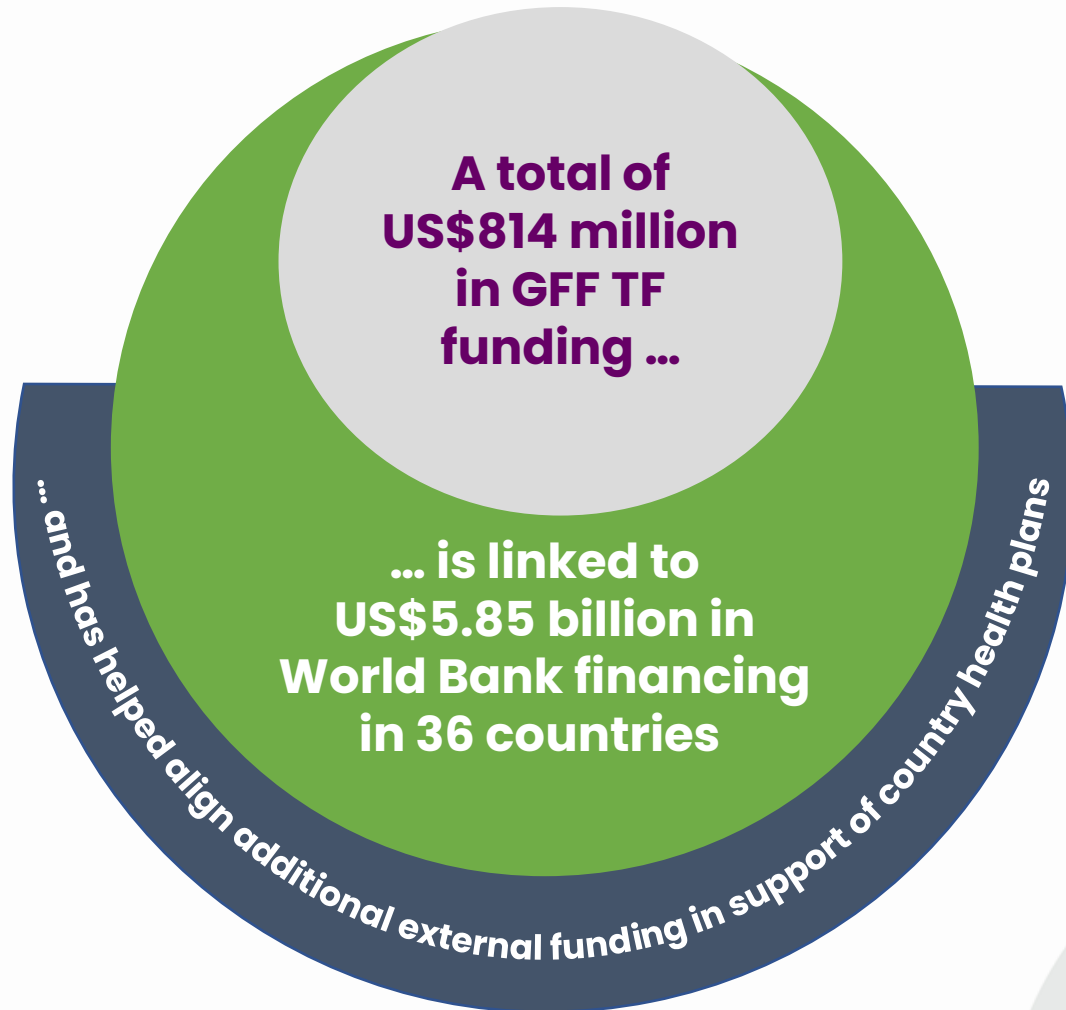 A total of
US$814 million
in GFF TF
funding ...
... is linked to
US$5.85 billion in
World Bank financing
in 36 countries
... and has helped align additional external funding in support of country health plans